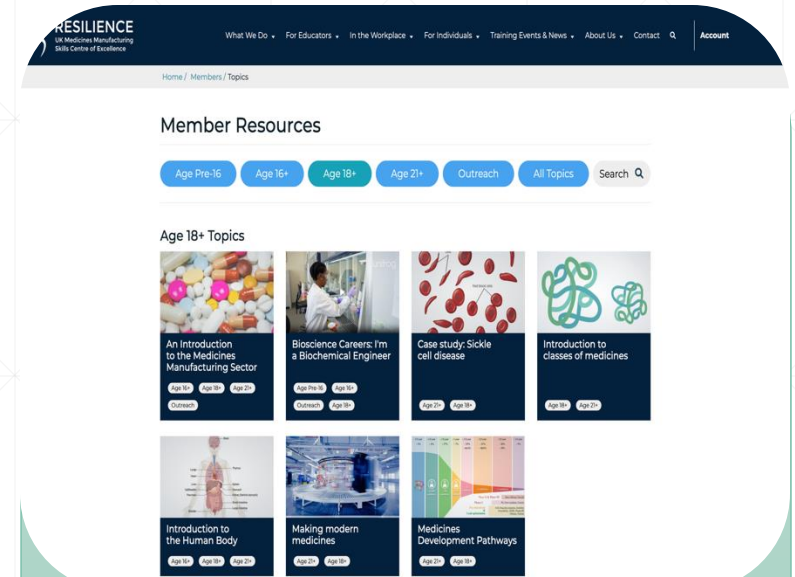 RESILIENCE
UK Medicines Manufacturing
Skills Centre of Excellence
What We Do
For Educators
In the Workplace
For Individuals
Training Events & News
About Us
Contact
Account
Home / Members / Topics
Member Resources
Age Pre-16
Age 16+
Age 18+
Age 21+
Outreach
All Topics
Search
Age 18+ Topics
An Introduction
to the Medicines
Manufacturing Sector
Age 16+ Age 18+ Age 21+
Outreach
Bioscience Careers: I'm
a Biochemical Engineer
Age Pre-16 Age 16+
Outreach Age 18+
Case study: Sickle
cell disease
Age 21+ Age 18+
Introduction to
classes of medicines
Age 18+ Age 21+
Introduction to
the Human Body
Age 16+ Age 18+ Age 21+
Making modern
medicines
Age 21+ Age 18+
Medicines
Development Pathways
Age 21+ Age 18+